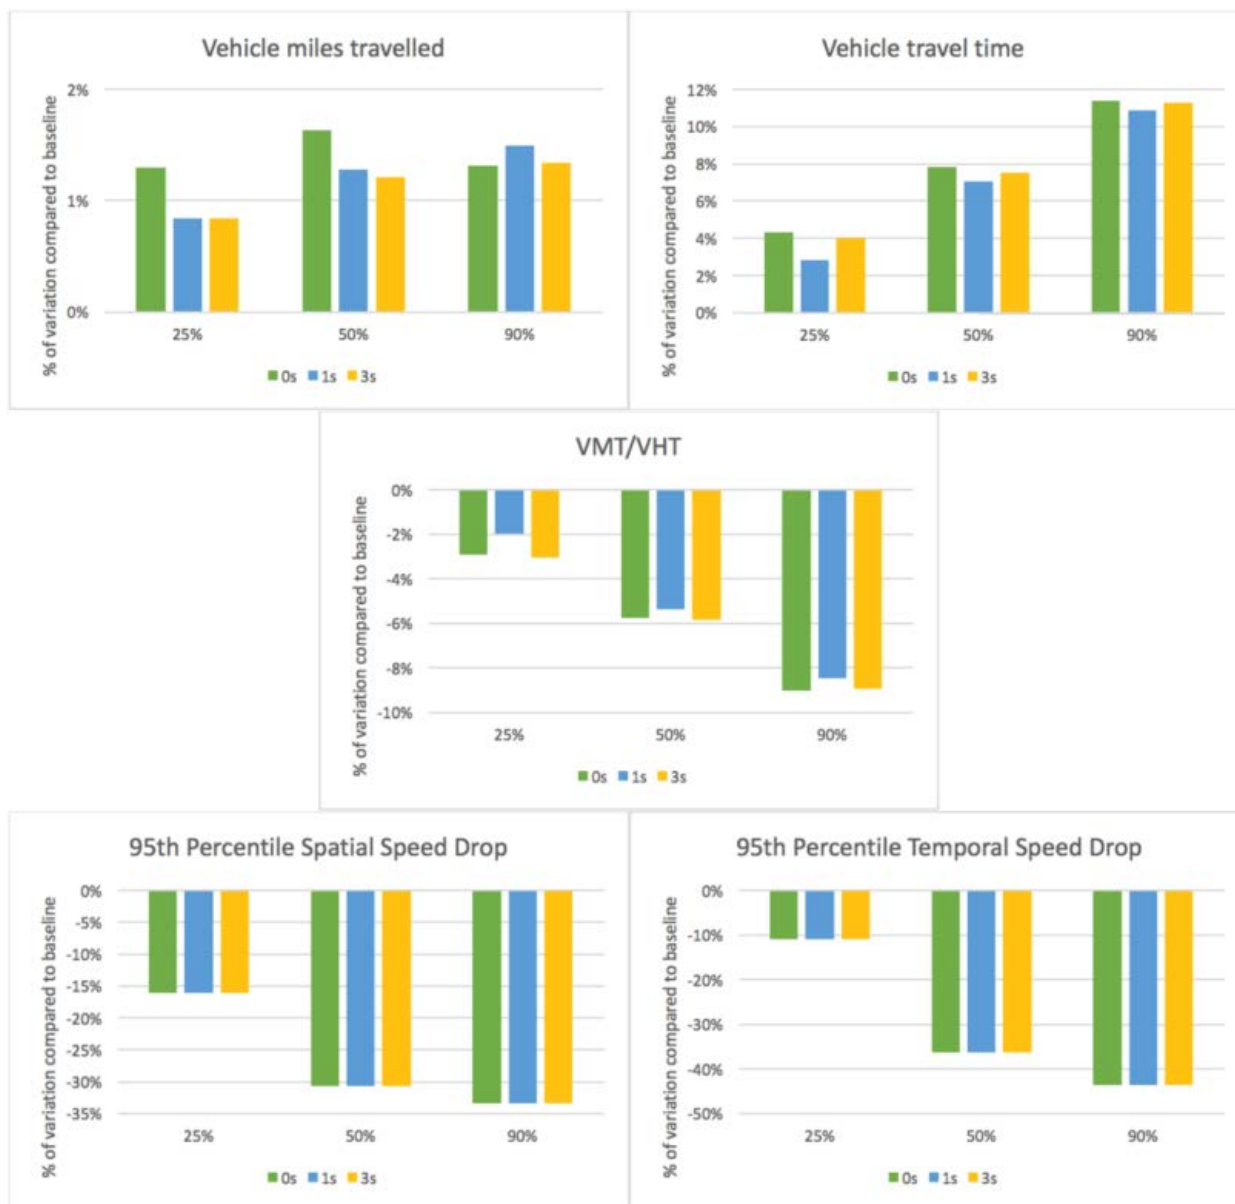 Vehicle miles travelled
% of variation compared to baseline
2%
1%
0%
25% 50% 90%
0s 1s 3s
Vehicle travel time
% of variation compared to baseline
12%
10%
8%
6%
4%
2%
0%
25% 50% 90%
0s 1s 3s
VMT/VHT
% of variation compared to baseline
0%
-2%
-4%
-6%
-8%
-10%
25% 50% 90%
0s 1s 3s
95th Percentile Spatial Speed Drop
% of variation compared to baseline
0%
-5%
-10%
-15%
-20%
-25%
-30%
-35%
25% 50% 90%
0s 1s 3s
95th Percentile Temporal Speed Drop
% of variation compared to baseline
0%
-10%
-20%
-30%
-40%
-50%
25% 50% 90%
0s 1s 3s